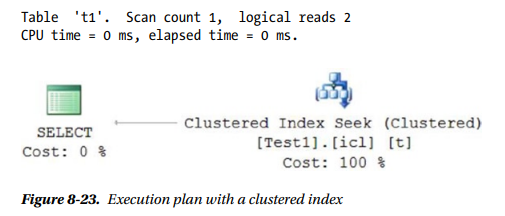 Table 't1'. Scan count 1, logical reads 2
CPU time = 0 ms, elapsed time = 0 ms.
SELECT
Cost: 0 %
Clustered Index Seek (Clustered)
[Test1].[icl] [t]
Cost: 100 %
Figure 8-23. Execution plan with a clustered index